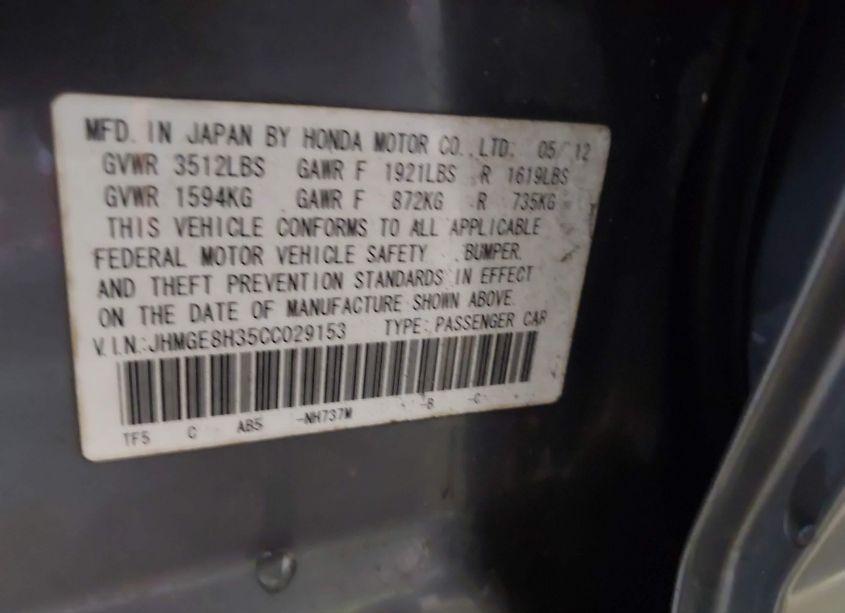 MFD. IN JAPAN BY HONDA MOTOR CO., LTD. 05/12
GVWR 3512LBS GAWR F 1921LBS R 1619LBS
GVWR 1594KG GAWR F 872KG R 735KG
THIS VEHICLE CONFORMS TO ALL APPLICABLE
FEDERAL MOTOR VEHICLE SAFETY, BUMPER,
AND THEFT PREVENTION STANDARDS IN EFFECT
ON THE DATE OF MANUFACTURE SHOWN ABOVE.
V.I.N.:JHMGE8H35CC029153 TYPE:PASSENGER CAR
TF5 C AB5 -NH737M -B -C